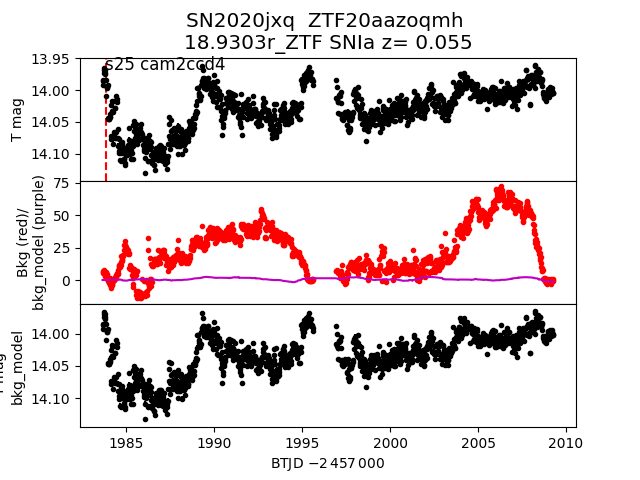 SN2020jxq ZTF20aazoqmh
18.9303r_ZTF SNIa z= 0.055
s25 cam2ccd4
13.95
14.00
14.05
14.10
T mag
75
50
25
0
Bkg (red)/
bkg_model (purple)
14.00
14.05
14.10
bkg_model
1985
1990
1995
2000
2005
2010
BTJD −2 457 000